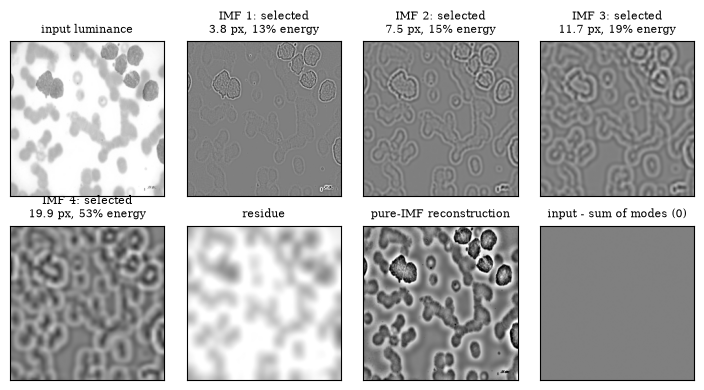 input luminance
IMF 1: selected
3.8 px, 13% energy
IMF 2: selected
7.5 px, 15% energy
IMF 3: selected
11.7 px, 19% energy
IMF 4: selected
19.9 px, 53% energy
residue
pure-IMF reconstruction
input - sum of modes (0)